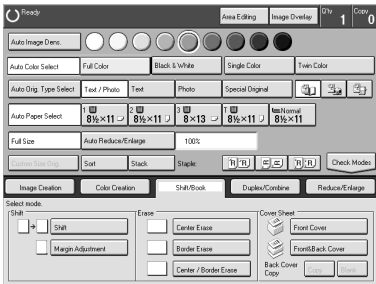 Ready
Area Editing Image Overlay Q'ty 1 Copy 0
Auto Image Dens.
Auto Color Select Full Color Black & White Single Color Twin Color
Auto Orig. Type Select Text / Photo Text Photo Special Original
Auto Paper Select 1 8½×11 2 8½×11 3 8×13 T 8½×11 Normal 8½×11
Full Size Auto Reduce/Enlarge 100%
Custom Size Orig. Sort Stack Staple: Check Modes
Image Creation Color Creation Shift/Book Duplex/Combine Reduce/Enlarge
Select mode.
Shift Erase Cover Sheet
Shift Center Erase Front Cover
Margin Adjustment Border Erase Front&Back Cover
Center / Border Erase Back Cover Copy Copy Blank